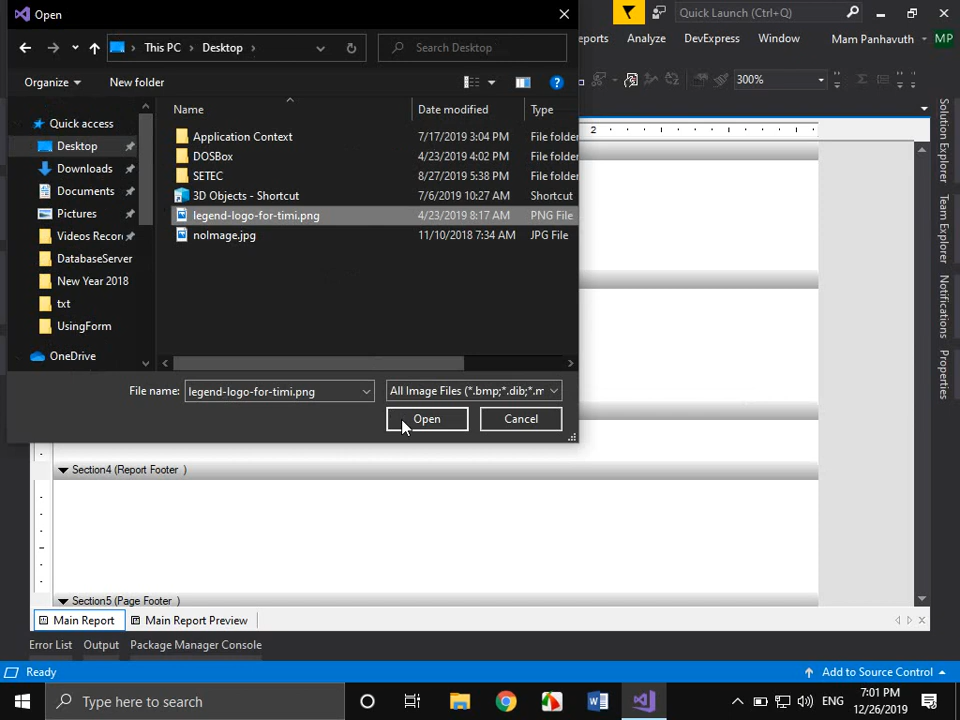 Open
Quick Launch (Ctrl+Q)
This PC
Desktop
Search Desktop
Analyze
DevExpress
Window
Mam Panhavuth
MP
Organize
New folder
300%
Name
Date modified
Type
2
Quick access
Desktop
Downloads
Documents
Pictures
DatabaseServer
New Year 2018
txt
UsingForm
OneDrive
Application Context 7/17/2019 3:04 PM File folder
DOSBox 4/23/2019 4:02 PM File folder
SETEC 8/27/2019 5:38 PM File folder
3D Objects - Shortcut 7/6/2019 10:27 AM Shortcut
legend-logo-for-timi.png 4/23/2019 8:17 AM PNG File
noImage.jpg 11/10/2018 7:34 AM JPG File
File name: legend-logo-for-timi.png
All Image Files (*.bmp;*.dib;*.m
Open
Cancel
Solution Explorer
Team Explorer
Notifications
Properties
Section4 (Report Footer )
Section5 (Page Footer )
Main Report
Main Report Preview
Error List
Output
Package Manager Console
Ready
Add to Source Control
Type here to search
ENG
7:01 PM
12/26/2019